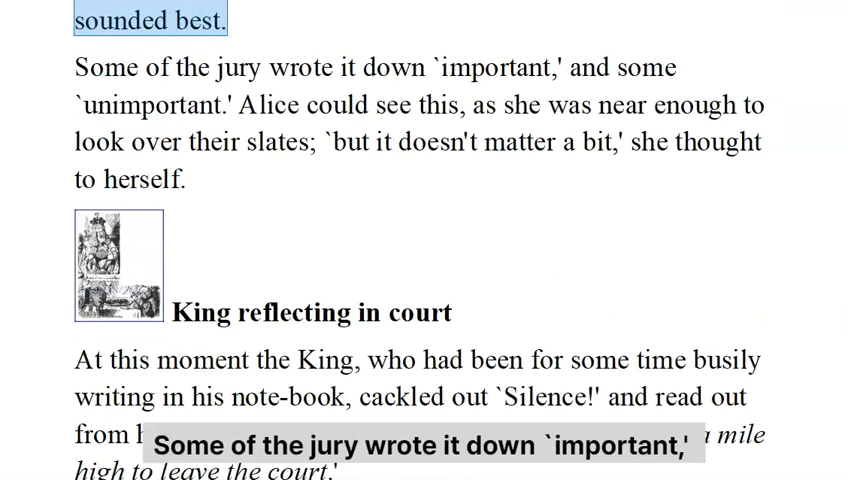 sounded best.
Some of the jury wrote it down `important,' and some
`unimportant.' Alice could see this, as she was near enough to
look over their slates; `but it doesn't matter a bit,' she thought
to herself.
King reflecting in court
At this moment the King, who had been for some time busily
writing in his note-book, cackled out `Silence!' and read out
from
a mile
high to leave the court.'
Some of the jury wrote it down `important,'